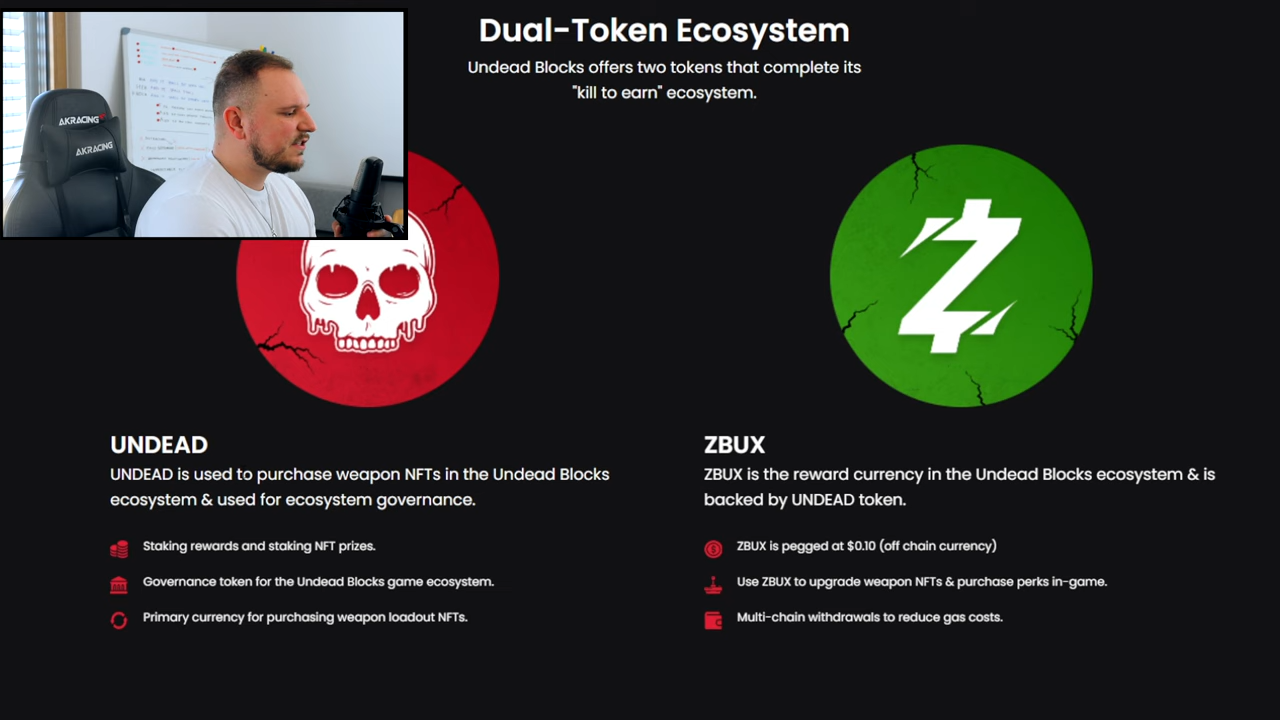 Dual-Token Ecosystem
Undead Blocks offers two tokens that complete its
"kill to earn" ecosystem.
AKRACING
AKRACING
UNDEAD
UNDEAD is used to purchase weapon NFTs in the Undead Blocks
ecosystem & used for ecosystem governance.
Staking rewards and staking NFT prizes.
Governance token for the Undead Blocks game ecosystem.
Primary currency for purchasing weapon loadout NFTs.
ZBUX
ZBUX is the reward currency in the Undead Blocks ecosystem & is
backed by UNDEAD token.
ZBUX is pegged at $0.10 (off chain currency)
Use ZBUX to upgrade weapon NFTs & purchase perks in-game.
Multi-chain withdrawals to reduce gas costs.